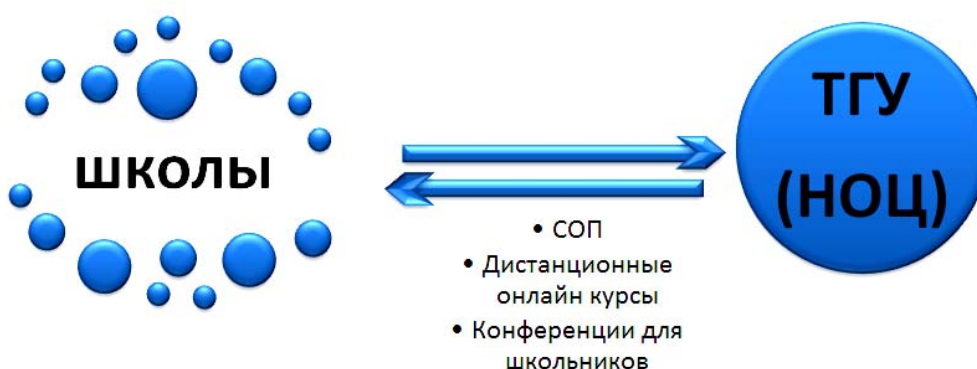 школы
ТГУ
(НОЦ)
• СОП
• Дистанционные
онлайн курсы
• Конференции для
школьников